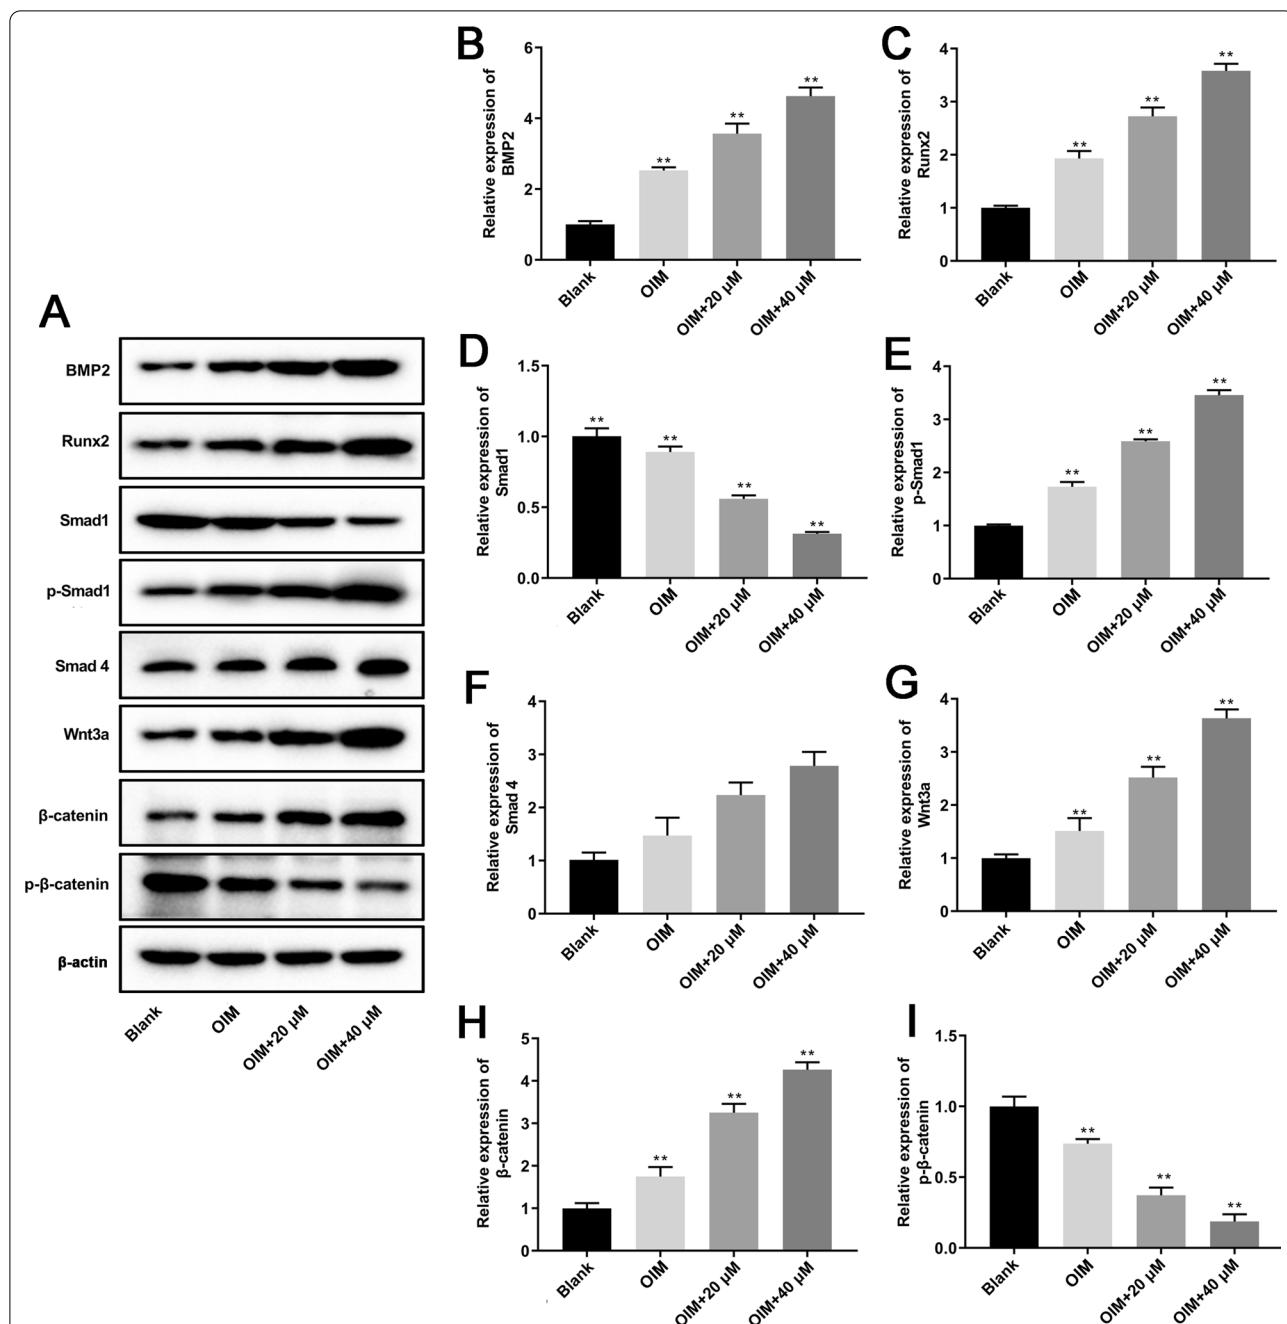 A
BMP2
Runx2
Smad1
p-Smad1
Smad 4
Wnt3a
β-catenin
p-β-catenin
β-actin
Blank
OIM
OIM+20 μM
OIM+40 μM
B
Relative expression of
BMP2
6
4
2
0
**
**
**
Blank
OIM
OIM+20 μM
OIM+40 μM
C
Relative expression of
Runx2
4
3
2
1
0
**
**
**
Blank
OIM
OIM+20 μM
OIM+40 μM
D
Relative expression of
Smad1
1.5
1.0
0.5
0.0
**
**
**
**
Blank
OIM
OIM+20 μM
OIM+40 μM
E
Relative expression of
p-Smad1
4
3
2
1
0
**
**
**
Blank
OIM
OIM+20 μM
OIM+40 μM
F
Relative expression of
Smad 4
4
3
2
1
0
Blank
OIM
OIM+20 μM
OIM+40 μM
G
Relative expression of
Wnt3a
4
3
2
1
0
**
**
**
Blank
OIM
OIM+20 μM
OIM+40 μM
H
Relative expression of
β-catenin
5
4
3
2
1
0
**
**
**
Blank
OIM
OIM+20 μM
OIM+40 μM
I
Relative expression of
p-β-catenin
1.5
1.0
0.5
0.0
**
**
**
Blank
OIM
OIM+20 μM
OIM+40 μM